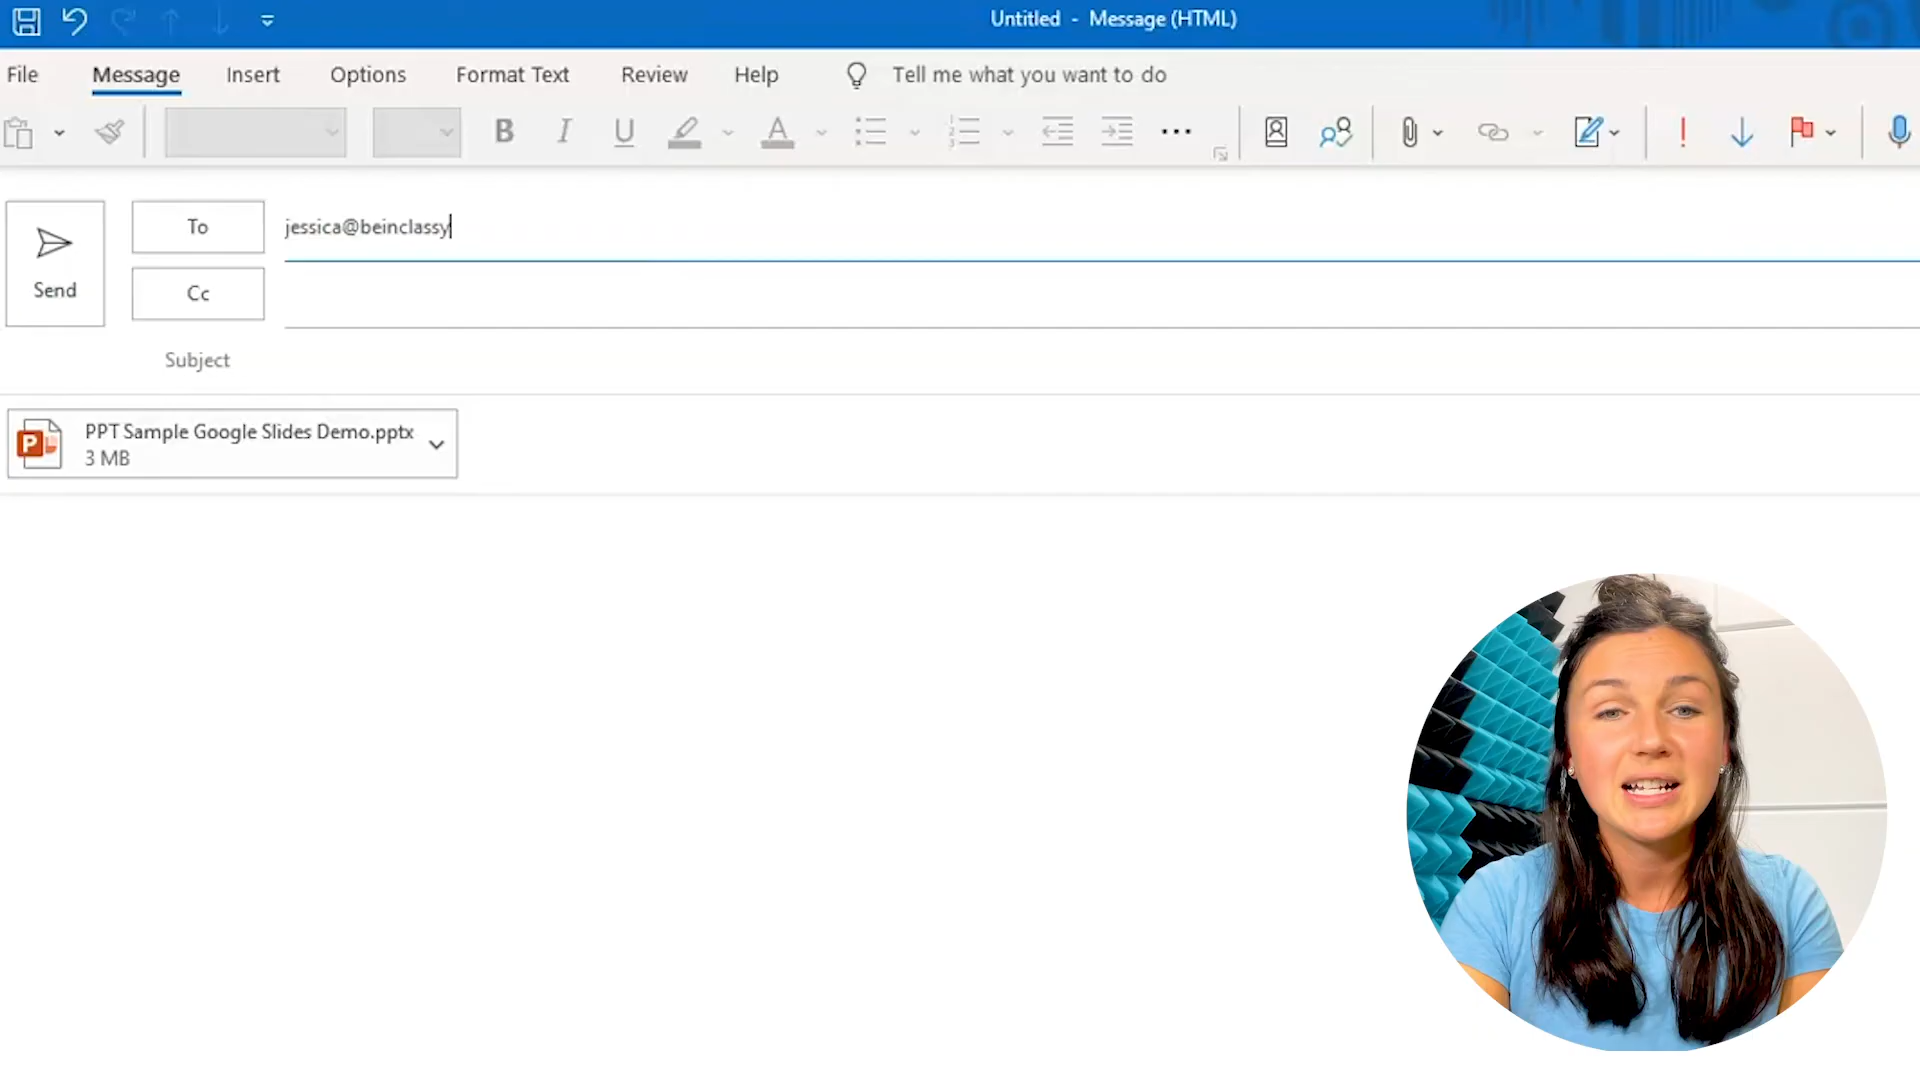 Untitled - Message (HTML)
File Message Insert Options Format Text Review Help Tell me what you want to do
B I U A
Send
To jessica@beinclassy
Cc
Subject
PPT Sample Google Slides Demo.pptx
3 MB